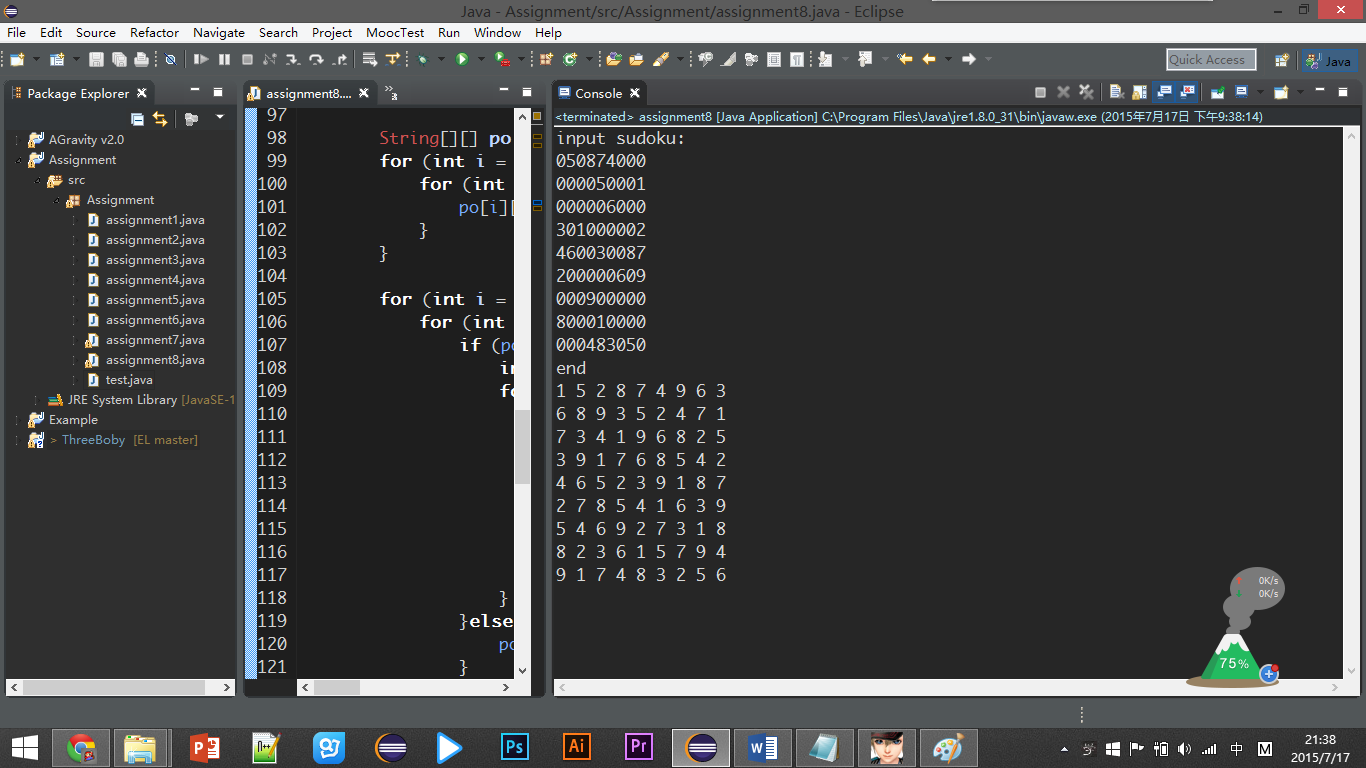 Java - Assignment/src/Assignment/assignment8.java - Eclipse
File Edit Source Refactor Navigate Search Project MoocTest Run Window Help
Quick Access
Java
Package Explorer
AGravity v2.0
Assignment
src
Assignment
assignment1.java
assignment2.java
assignment3.java
assignment4.java
assignment5.java
assignment6.java
assignment7.java
assignment8.java
test.java
JRE System Library [JavaSE-1
Example
> ThreeBoby [EL master]
assignment8....
»3
97
98 String[][] po
99 for (int i =
100 for (int
101 po[i][
102 }
103 }
104
105 for (int i =
106 for (int
107 if (po
108 in
109 fo
110
111
112
113
114
115
116
117
118 }
119 }else
120 po
121 }
Console
<terminated> assignment8 [Java Application] C:\Program Files\Java\jre1.8.0_31\bin\javaw.exe (2015年7月17日 下午9:38:14)
input sudoku:
050874000
000050001
000006000
301000002
460030087
200000609
000900000
800010000
000483050
end
1 5 2 8 7 4 9 6 3
6 8 9 3 5 2 4 7 1
7 3 4 1 9 6 8 2 5
3 9 1 7 6 8 5 4 2
4 6 5 2 3 9 1 8 7
2 7 8 5 4 1 6 3 9
5 4 6 9 2 7 3 1 8
8 2 3 6 1 5 7 9 4
9 1 7 4 8 3 2 5 6
0K/s
0K/s
75%
Ps
Ai
Pr
中
M
21:38
2015/7/17